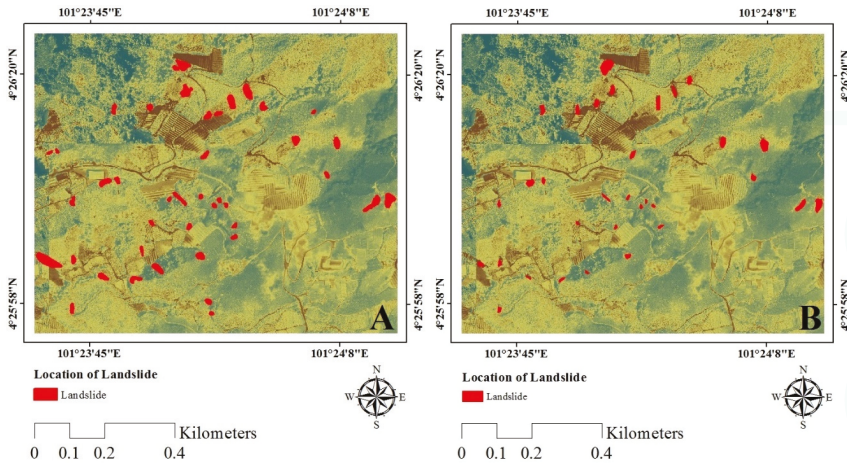 101°23'45"E 101°24'8"E
4°26'20"N 4°26'20"N
4°25'58"N 4°25'58"N
A
101°23'45"E 101°24'8"E
Location of Landslide
Landslide
N
W E
S
Kilometers
0 0.1 0.2 0.4
101°23'45"E 101°24'8"E
4°26'20"N
4°25'58"N
B
101°23'45"E 101°24'8"E
Location of Landslide
Landslide
N
W E
S
Kilometers
0 0.1 0.2 0.4